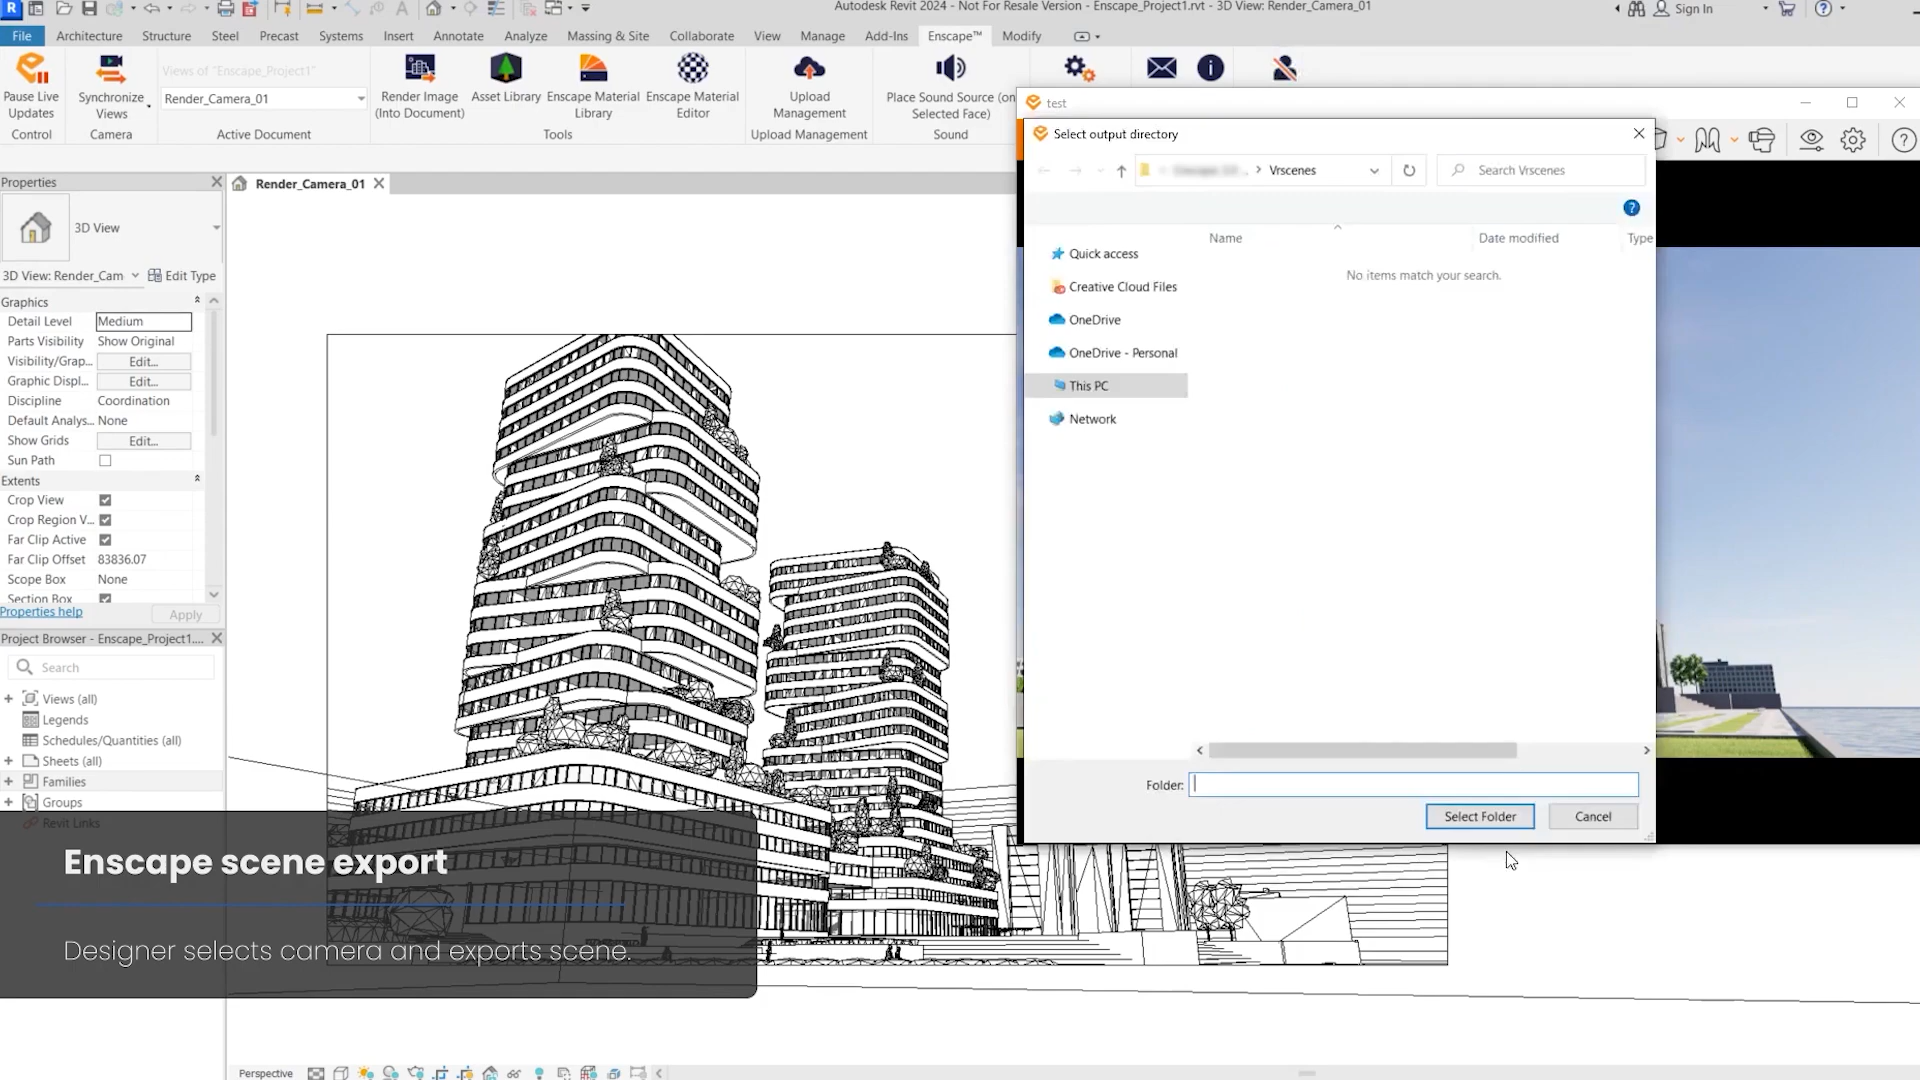 Autodesk Revit 2024 - Not For Resale Version - Enscape_Project1.rvt - 3D View: Render_Camera_01
Sign In
File Architecture Structure Steel Precast Systems Insert Annotate Analyze Massing & Site Collaborate View Manage Add-Ins Enscape™ Modify
Pause Live
Updates
Control
Synchronize
Views
Camera
Views of "Enscape_Project1"
Render_Camera_01
Active Document
Render Image
(Into Document)
Asset Library
Enscape Material
Library
Enscape Material
Editor
Tools
Upload
Management
Upload Management
Place Sound Source (on
Selected Face)
Sound
test
Select output directory
Vrscenes
Search Vrscenes
Name Date modified Type
No items match your search.
Quick access
Creative Cloud Files
OneDrive
OneDrive - Personal
This PC
Network
Folder:
Select Folder
Cancel
Properties
Render_Camera_01
3D View
3D View: Render_Cam
Edit Type
Graphics
Detail Level Medium
Parts Visibility Show Original
Visibility/Grap... Edit...
Graphic Displ... Edit...
Discipline Coordination
Default Analys... None
Show Grids Edit...
Sun Path
Extents
Crop View
Crop Region V...
Far Clip Active
Far Clip Offset 83836.07
Scope Box None
Section Box
Properties help
Apply
Project Browser - Enscape_Project1....
Search
Views (all)
Legends
Schedules/Quantities (all)
Sheets (all)
Families
Groups
Revit Links
Enscape scene export
Designer selects camera and exports scene.
Perspective